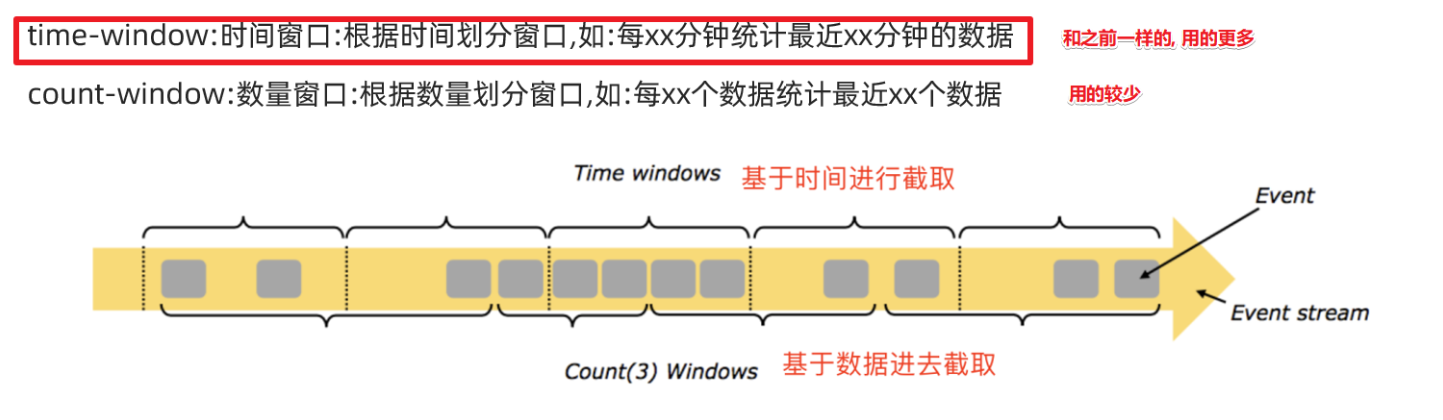 time-window:时间窗口:根据时间划分窗口,如:每xx分钟统计最近xx分钟的数据 和之前一样的, 用的更多
count-window:数量窗口:根据数量划分窗口,如:每xx个数据统计最近xx个数据 用的较少
Time windows 基于时间进行截取
Event
Event stream
Count(3) Windows 基于数据进去截取